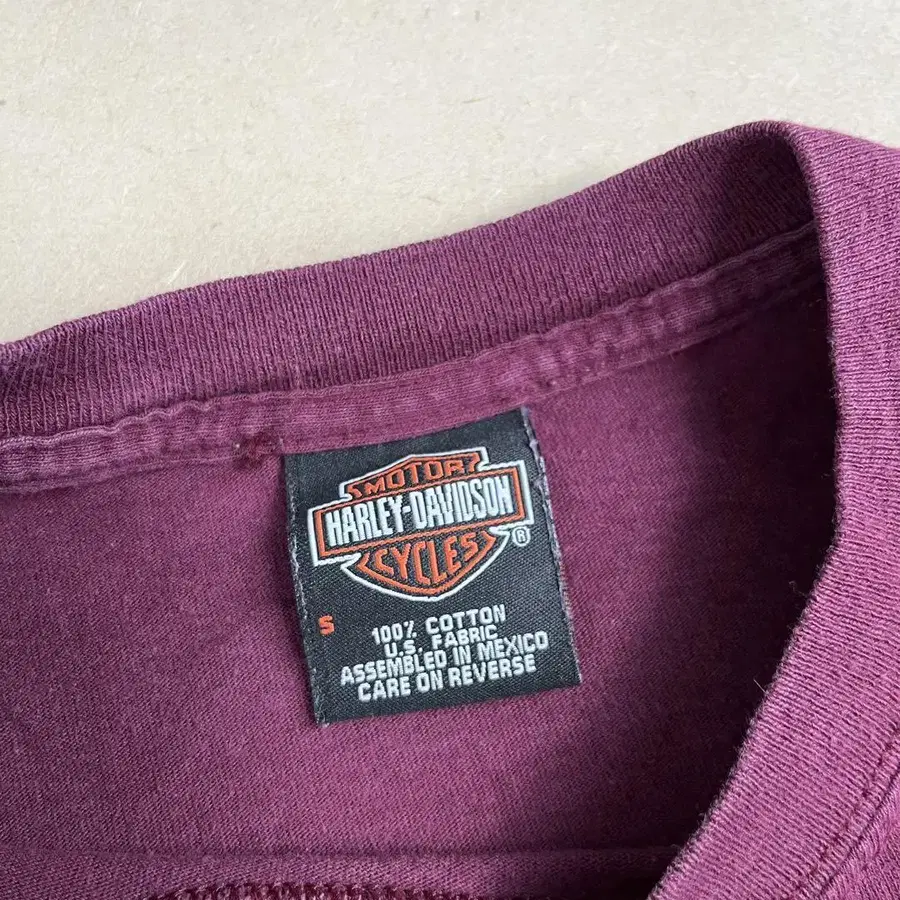 MOTOR
HARLEY-DAVIDSON
CYCLES
®
S
100% COTTON
U.S. FABRIC
ASSEMBLED IN MEXICO
CARE ON REVERSE